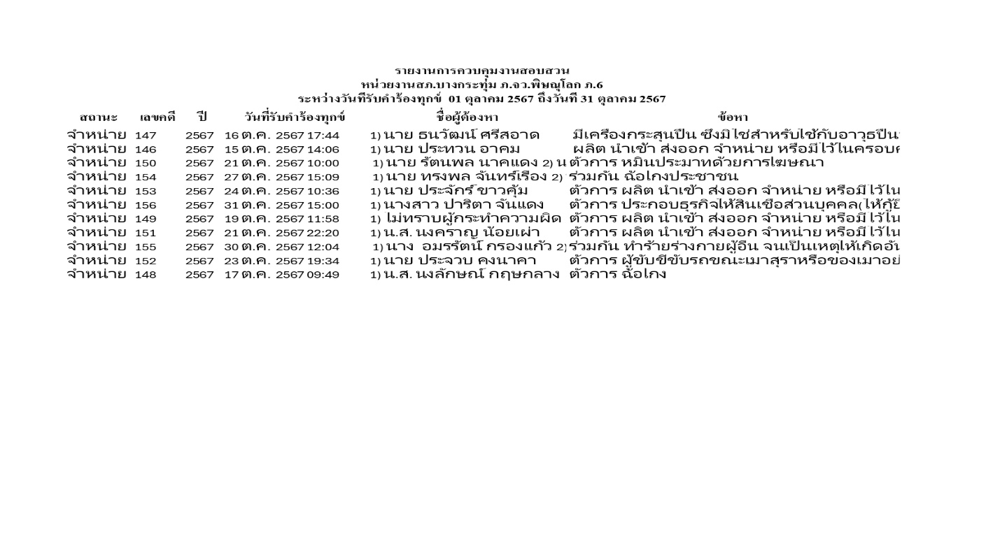 รายงานการควบคุมงานสอบสวน
หน่วยงานสภ.บางกระทุ่ม ภ.จว.พิษณุโลก ภ.6
ระหว่างวันที่รับคำร้องทุกข์ 01 ตุลาคม 2567 ถึงวันที่ 31 ตุลาคม 2567
สถานะ เลขคดี ปี วันที่รับคำร้องทุกข์ ชื่อผู้ต้องหา ข้อหา
จำหน่าย 147 2567 16 ต.ค. 2567 17:44 1) นาย ธนวัฒน์ ศรีสอาด มีเครื่องกระสุนปืน ซึ่งมิใช่สำหรับใช้กับอาวุธปืน
จำหน่าย 146 2567 15 ต.ค. 2567 14:06 1) นาย ประทวน อาคม ผลิต นำเข้า ส่งออก จำหน่าย หรือมีไว้ในครอบค
จำหน่าย 150 2567 21 ต.ค. 2567 10:00 1) นาย รัตนพล นาคแดง 2) น ตัวการ หมิ่นประมาทด้วยการโฆษณา
จำหน่าย 154 2567 27 ต.ค. 2567 15:09 1) นาย ทรงพล จันทร์เรือง 2) ร่วมกัน ฉ้อโกงประชาชน
จำหน่าย 153 2567 24 ต.ค. 2567 10:36 1) นาย ประจักร์ ขาวคุ้ม ตัวการ ผลิต นำเข้า ส่งออก จำหน่าย หรือมีไว้ใน
จำหน่าย 156 2567 31 ต.ค. 2567 15:00 1) นางสาว ปาริตา จันแดง ตัวการ ประกอบธุรกิจให้สินเชื่อส่วนบุคคล(ให้กู้ยื
จำหน่าย 149 2567 19 ต.ค. 2567 11:58 1) ไม่ทราบผู้กระทำความผิด ตัวการ ผลิต นำเข้า ส่งออก จำหน่าย หรือมีไว้ใน
จำหน่าย 151 2567 21 ต.ค. 2567 22:20 1) น.ส. นงคราญ น้อยเผ่า ตัวการ ผลิต นำเข้า ส่งออก จำหน่าย หรือมีไว้ใน
จำหน่าย 155 2567 30 ต.ค. 2567 12:04 1) นาง อมรรัตน์ กรองแก้ว 2) ร่วมกัน ทำร้ายร่างกายผู้อื่น จนเป็นเหตุให้เกิดอัน
จำหน่าย 152 2567 23 ต.ค. 2567 19:34 1) นาย ประจวบ คงนาคา ตัวการ ผู้ขับขี่ขับรถขณะเมาสุราหรือของเมาอย่
จำหน่าย 148 2567 17 ต.ค. 2567 09:49 1) น.ส. นงลักษณ์ กฤษกลาง ตัวการ ฉ้อโกง